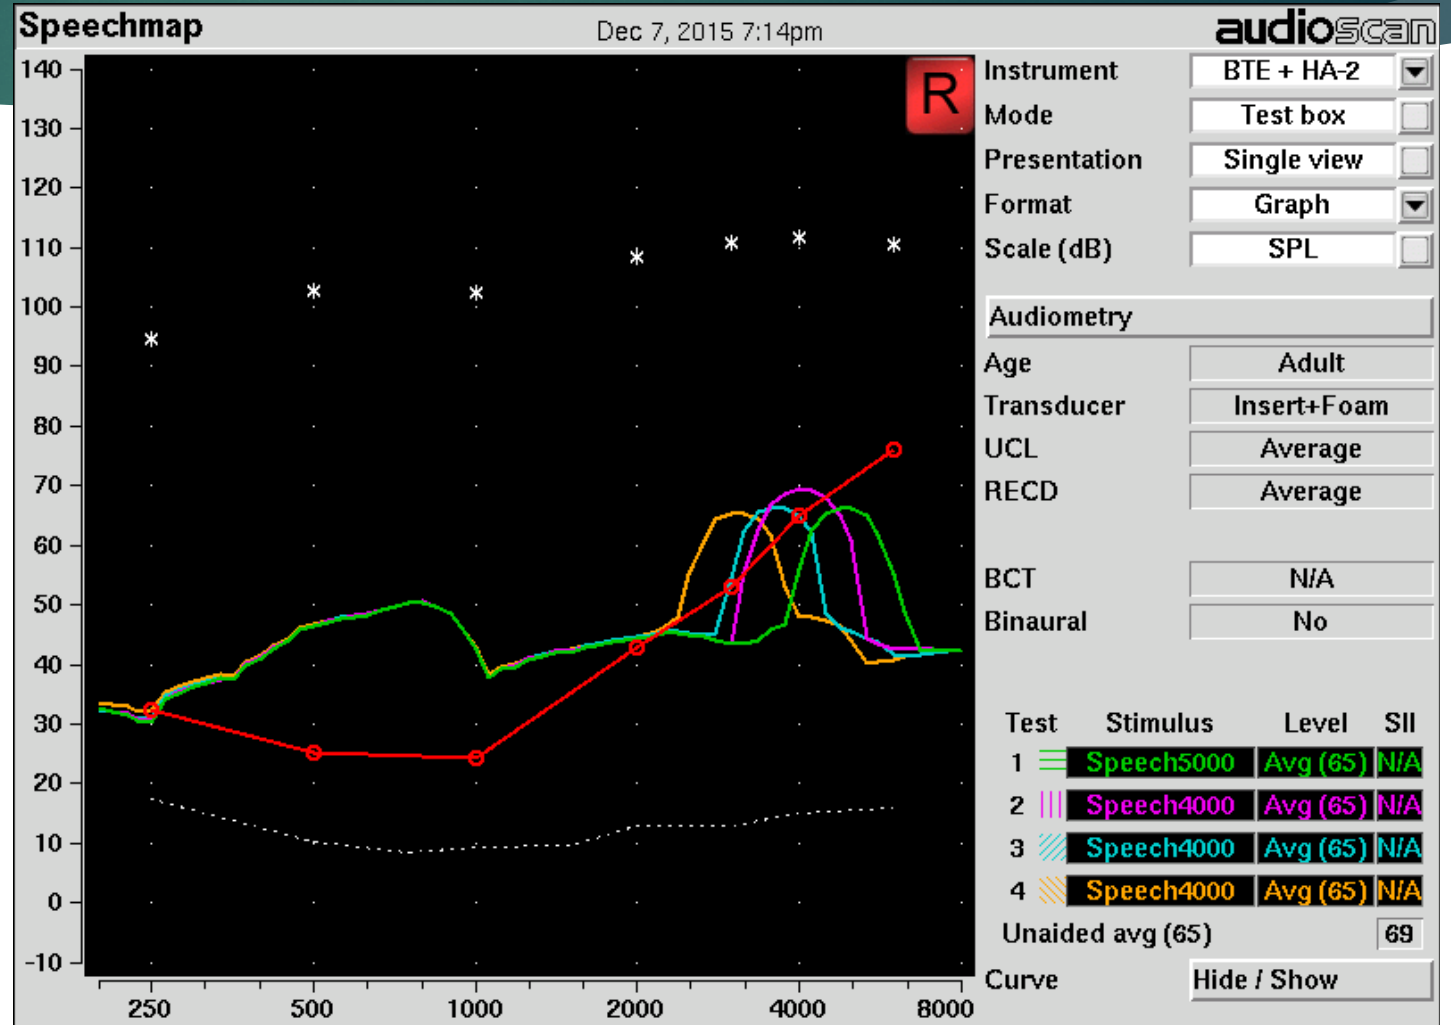 Speechmap Dec 7, 2015 7:14pm audioscan
140
130
120
110
100
90
80
70
60
50
40
30
20
10
0
-10
250 500 1000 2000 4000 8000
R
Instrument BTE + HA-2
Mode Test box
Presentation Single view
Format Graph
Scale (dB) SPL
Audiometry
Age Adult
Transducer Insert+Foam
UCL Average
RECD Average
BCT N/A
Binaural No
Test Stimulus Level SII
1 Speech5000 Avg (65) N/A
2 Speech4000 Avg (65) N/A
3 Speech4000 Avg (65) N/A
4 Speech4000 Avg (65) N/A
Unaided avg (65) 69
Curve Hide / Show